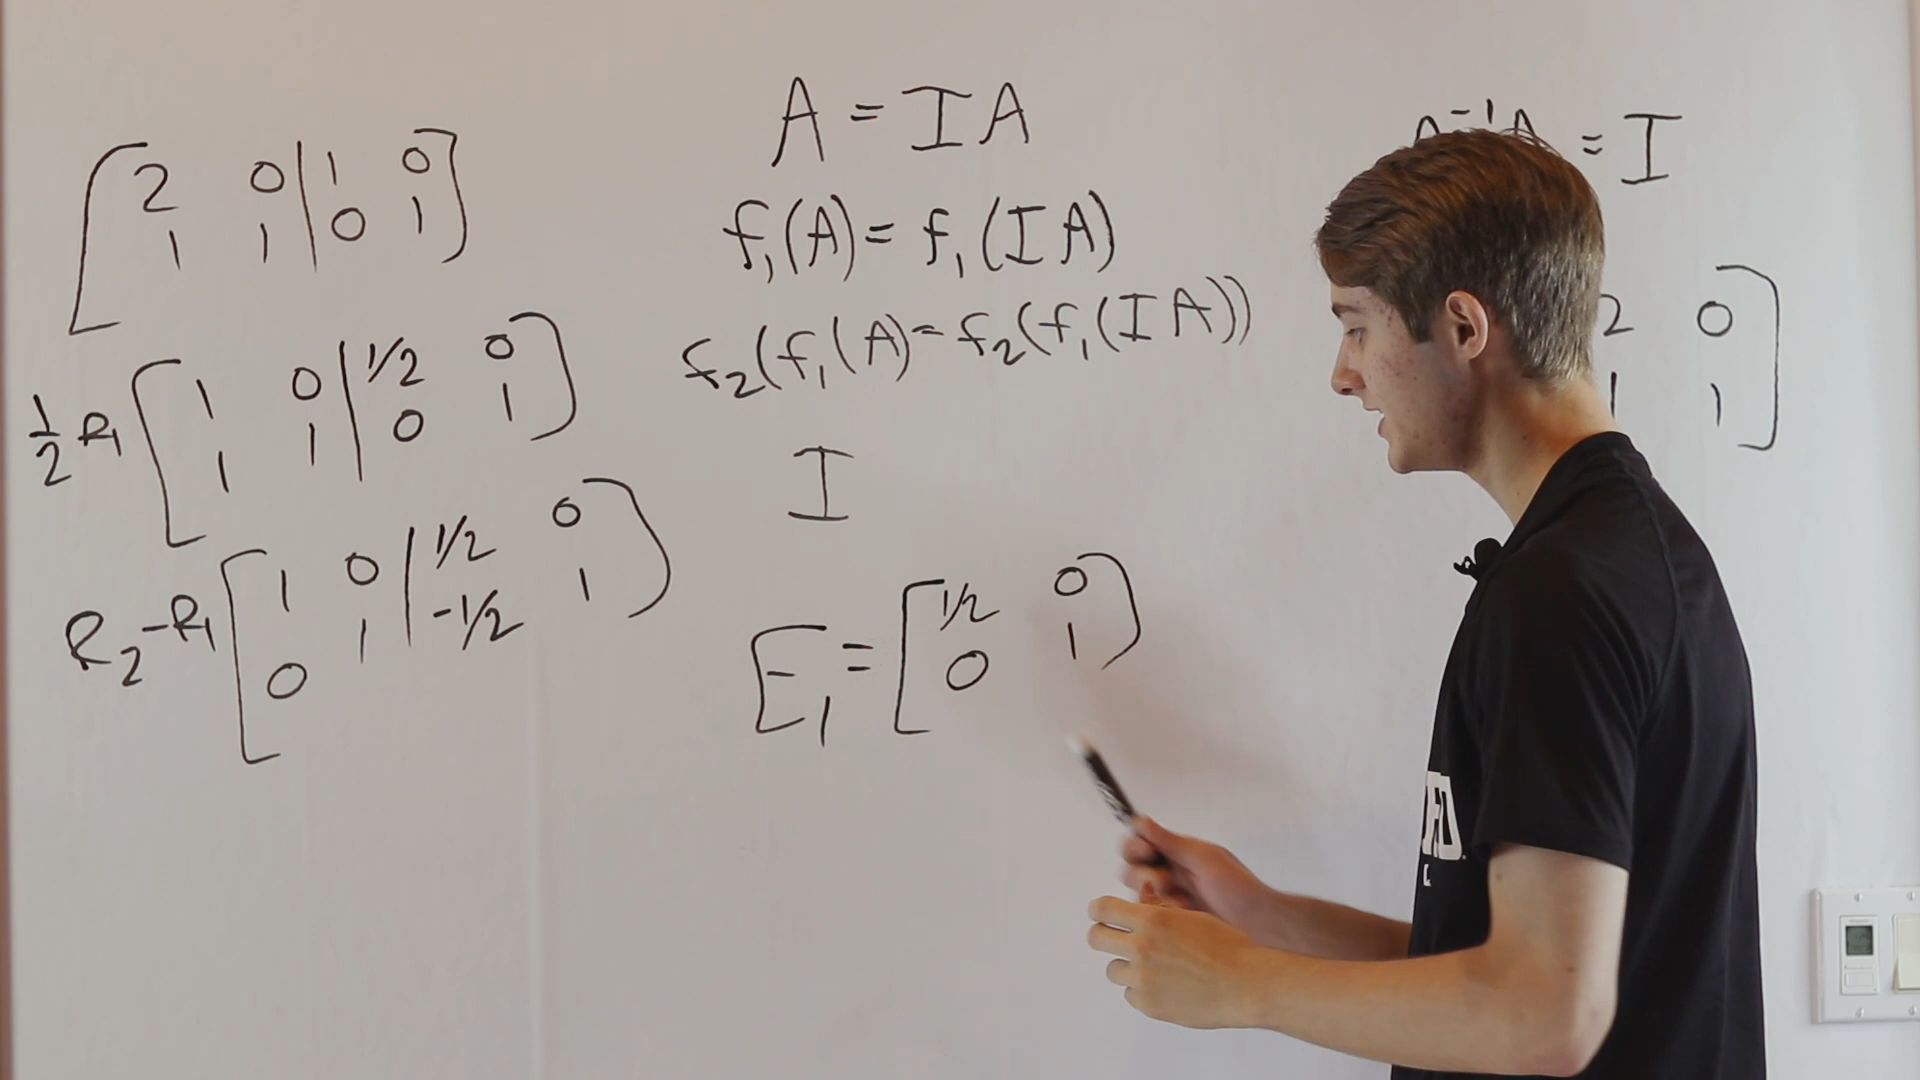 2 0 | 1 0
1 1 | 0 1
1/2 R1 [ 1 0 | 1/2 0
1 1 | 0 1 ]
R2-R1 [ 1 0 | 1/2 0
0 1 | -1/2 1 ]
A = IA
f1(A) = f1(IA)
f2(f1(A) = f2(f1(IA))
I
E1 = [ 1/2 0
0 1 ]
A⁻¹A = I
2 0
1 1